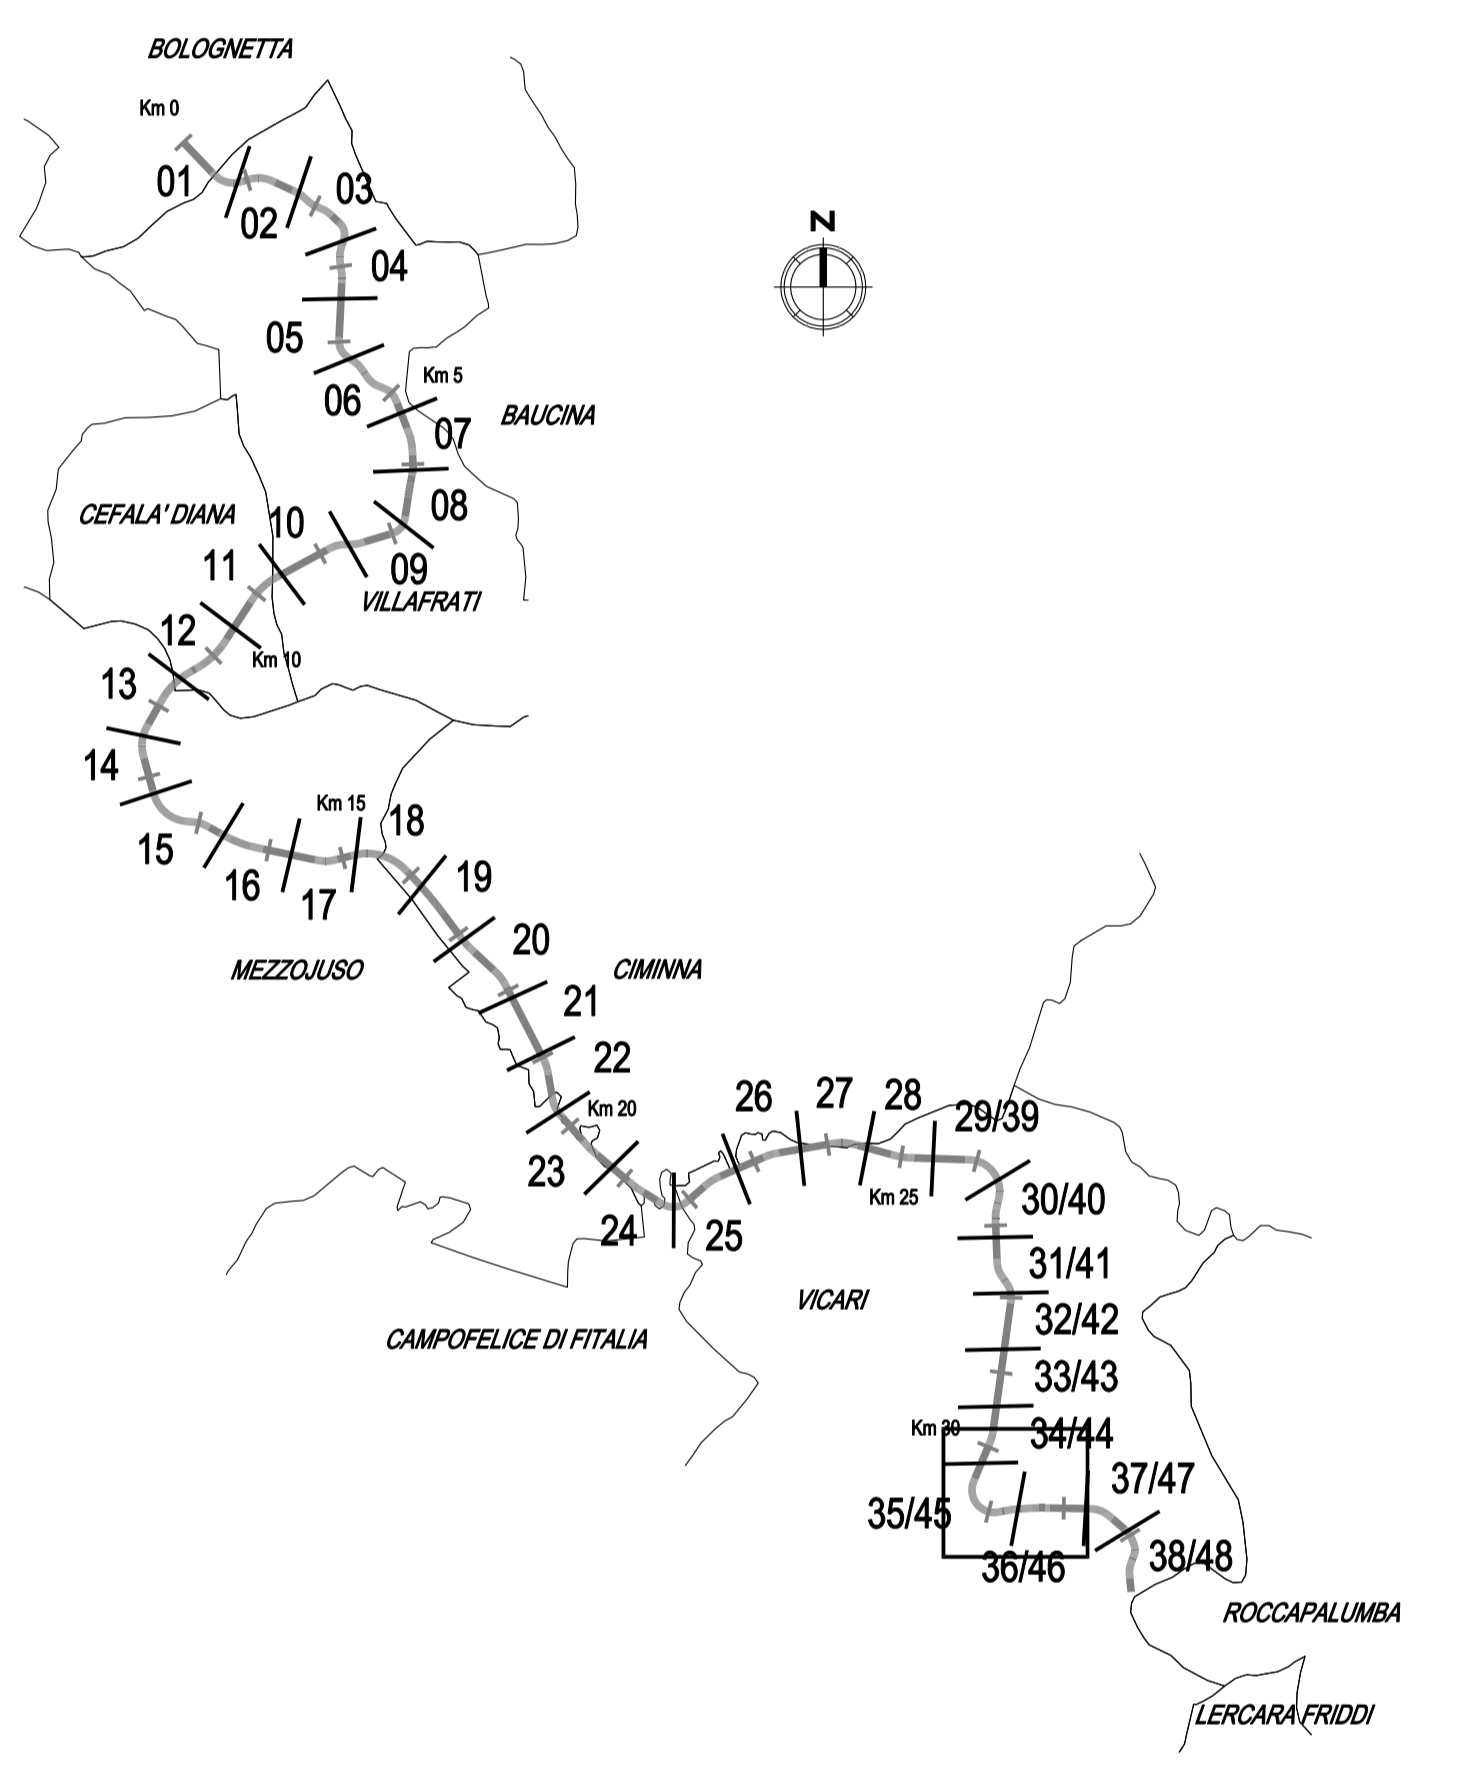 BOLOGNETTA
Km 0
01
02
03
N
04
05
06
Km 5
BAUCINA
07
08
CEFALA' DIANA
10
09
11
VILLAFRATI
12
Km 10
13
14
Km 15
18
15
16
17
19
20
MEZZOJUSO
CIMINNA
21
22
Km 20
26
27
28
29/39
23
Km 25
30/40
24
25
31/41
VICARI
32/42
CAMPOFELICE DI FITALIA
33/43
Km 30
34/44
37/47
35/45
36/46
38/48
ROCCAPALUMBA
LERCARA FRIDDI